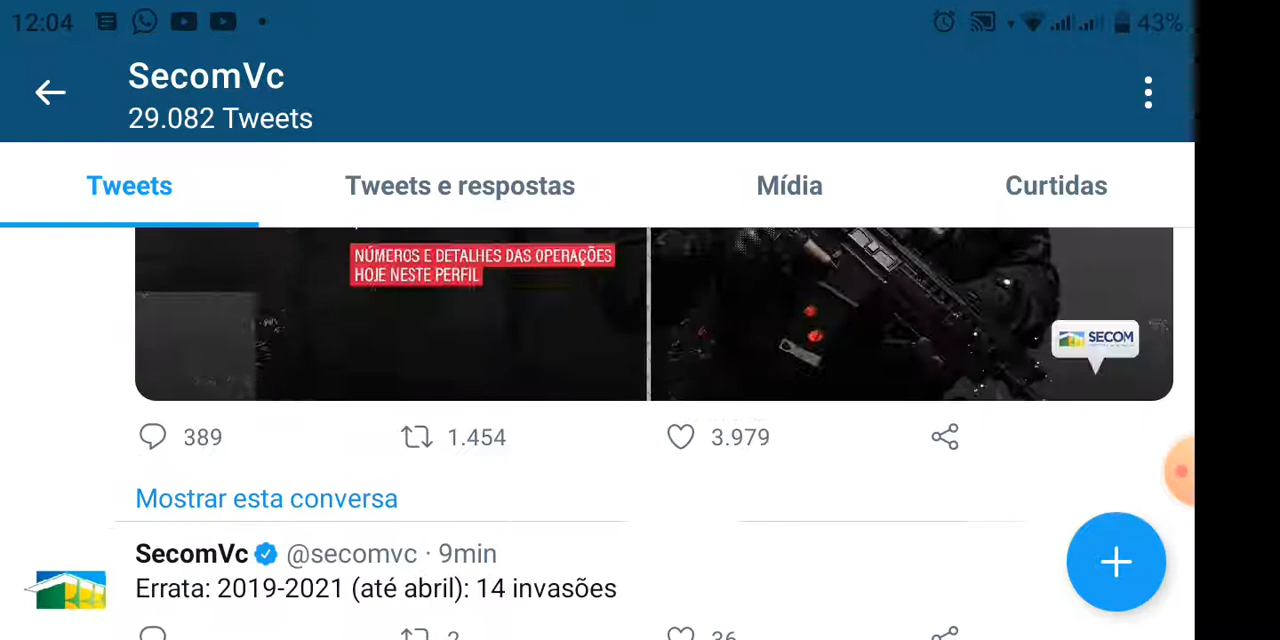 12:04
43%
SecomVc
29.082 Tweets
Tweets
Tweets e respostas
Mídia
Curtidas
NÚMEROS E DETALHES DAS OPERAÇÕES
HOJE NESTE PERFIL
SECOM
389
1.454
3.979
Mostrar esta conversa
SecomVc @secomvc · 9min
Errata: 2019-2021 (até abril): 14 invasões
2
36